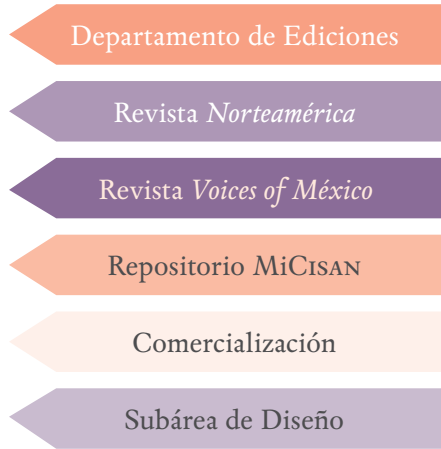 Departamento de Ediciones
Revista Norteamérica
Revista Voices of México
Repositorio MiCisan
Comercialización
Subárea de Diseño